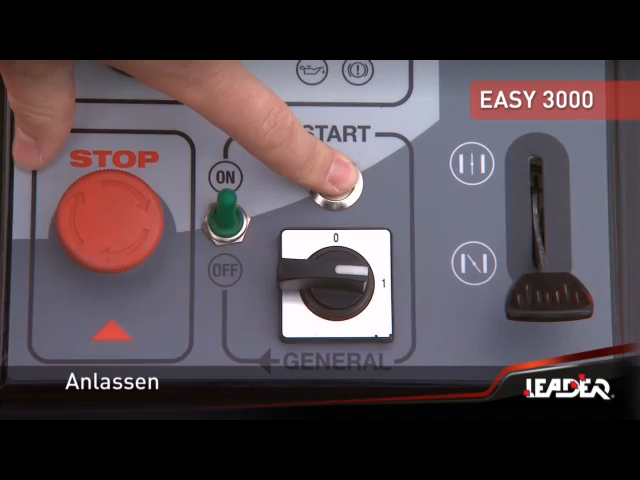 EASY 3000
START
STOP
ON
0
1
OFF
GENERAL
Anlassen
LEADER